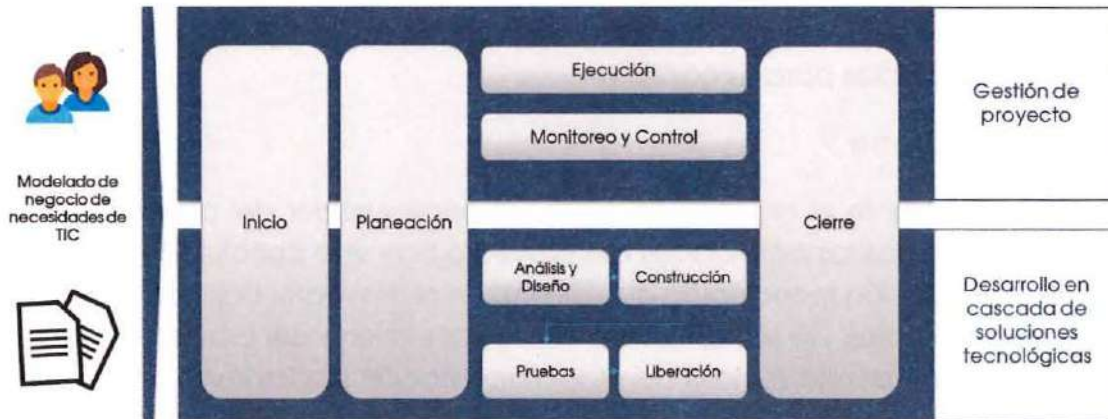 Modelado de
negocio de
necesidades de
TIC
Inicio
Planeación
Ejecución
Monitoreo y Control
Análisis y
Diseño
Construcción
Pruebas
Liberación
Cierre
Gestión de
proyecto
Desarrollo en
cascada de
soluciones
tecnológicas